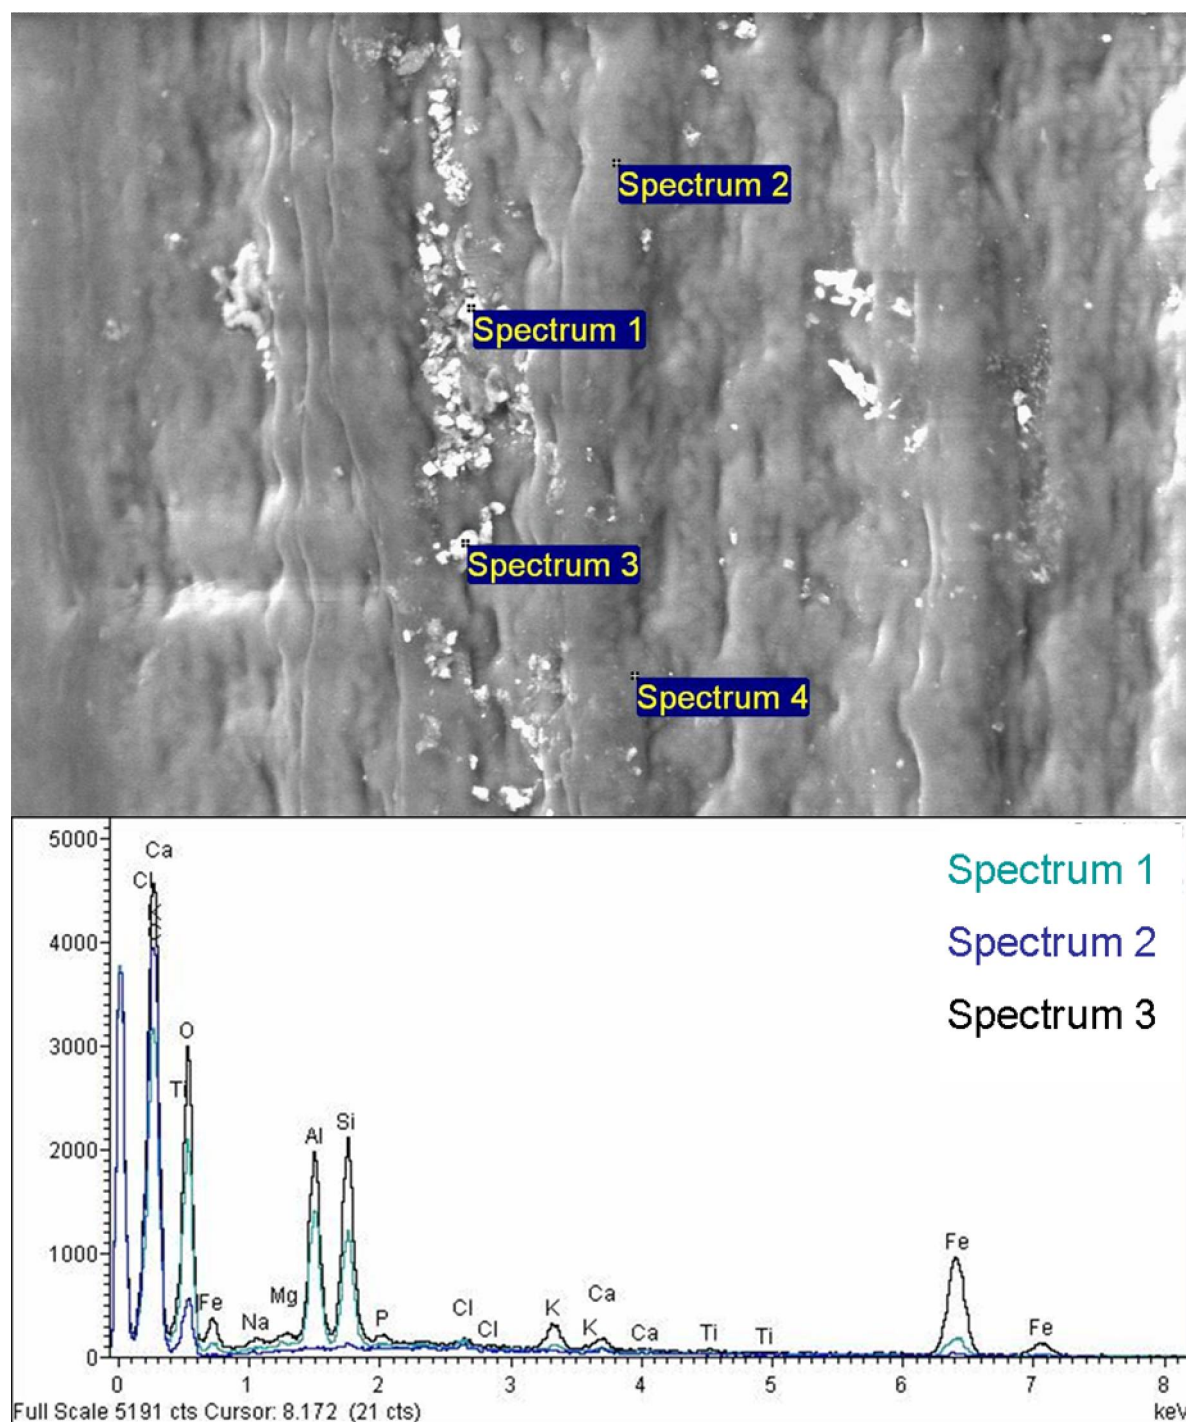 Spectrum 2
Spectrum 1
Spectrum 3
Spectrum 4
5000
Ca
Spectrum 1
Cl
K
4000
C
Spectrum 2
Spectrum 3
3000
O
Ti
2000
Al
Si
1000
Fe
Fe
Na
Mg
P
Cl
Cl
K
K
Ca
Ca
Ti
Ti
Fe
0
0 1 2 3 4 5 6 7 8
Full Scale 5191 cts Cursor: 8.172 (21 cts)
keV